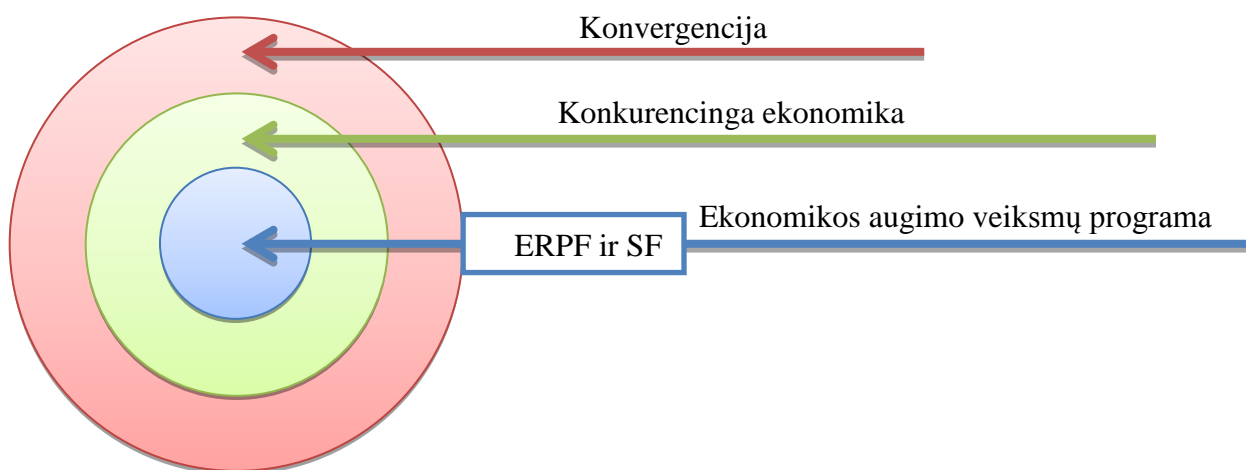 Konvergencija
Konkurencinga ekonomika
Ekonomikos augimo veiksmų programa
ERPF ir SF